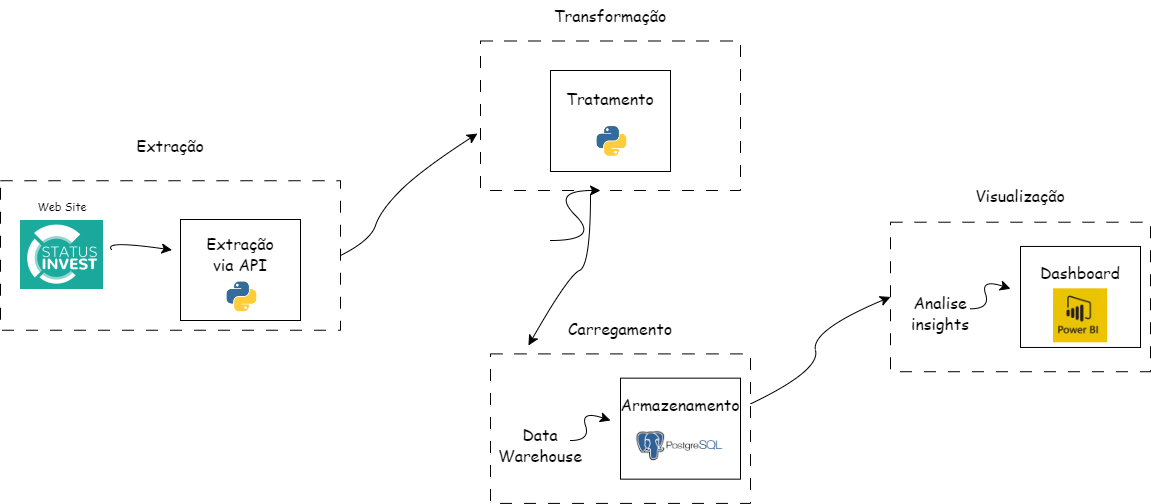 Transformação
Tratamento
Extração
Web Site
STATUS
INVEST
Extração
via API
Visualização
Dashboard
Power BI
Analise
insights
Carregamento
Armazenamento
PostgreSQL
Data
Warehouse